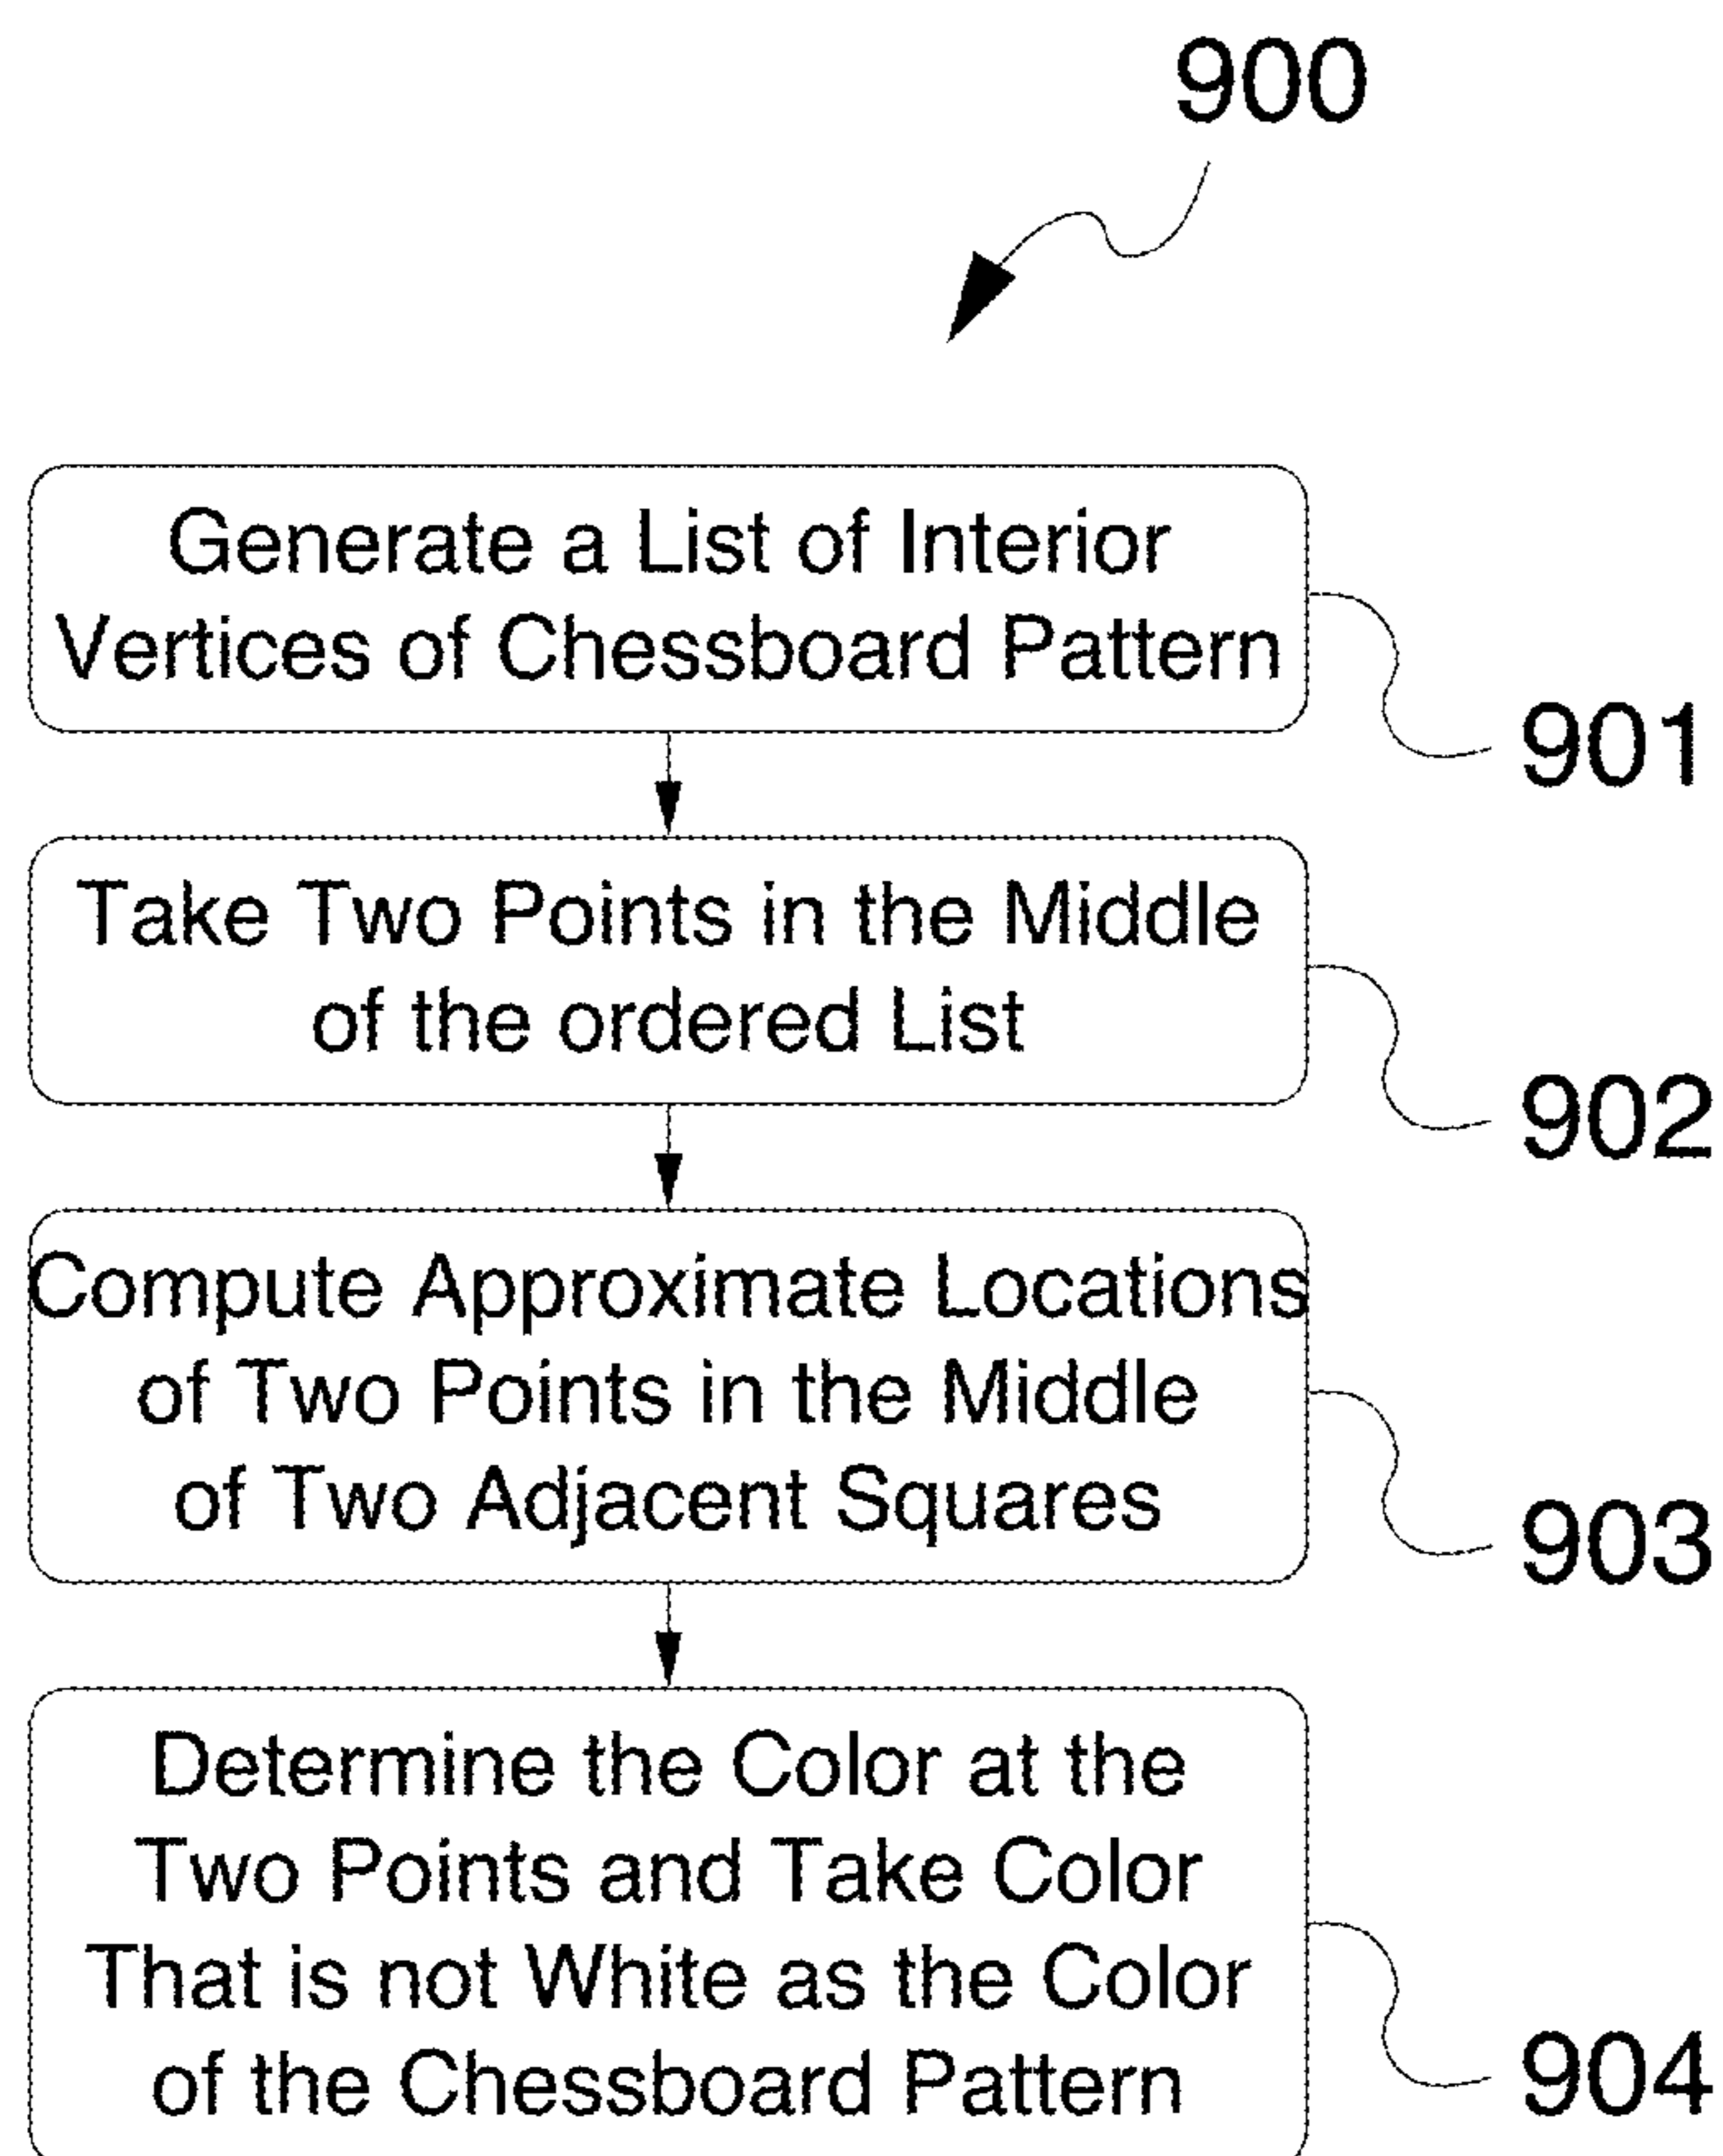 900
Generate a List of Interior
Vertices of Chessboard Pattern
901
Take Two Points in the Middle
of the ordered List
902
Compute Approximate Locations
of Two Points in the Middle
of Two Adjacent Squares
903
Determine the Color at the
Two Points and Take Color
That is not White as the Color
of the Chessboard Pattern
904